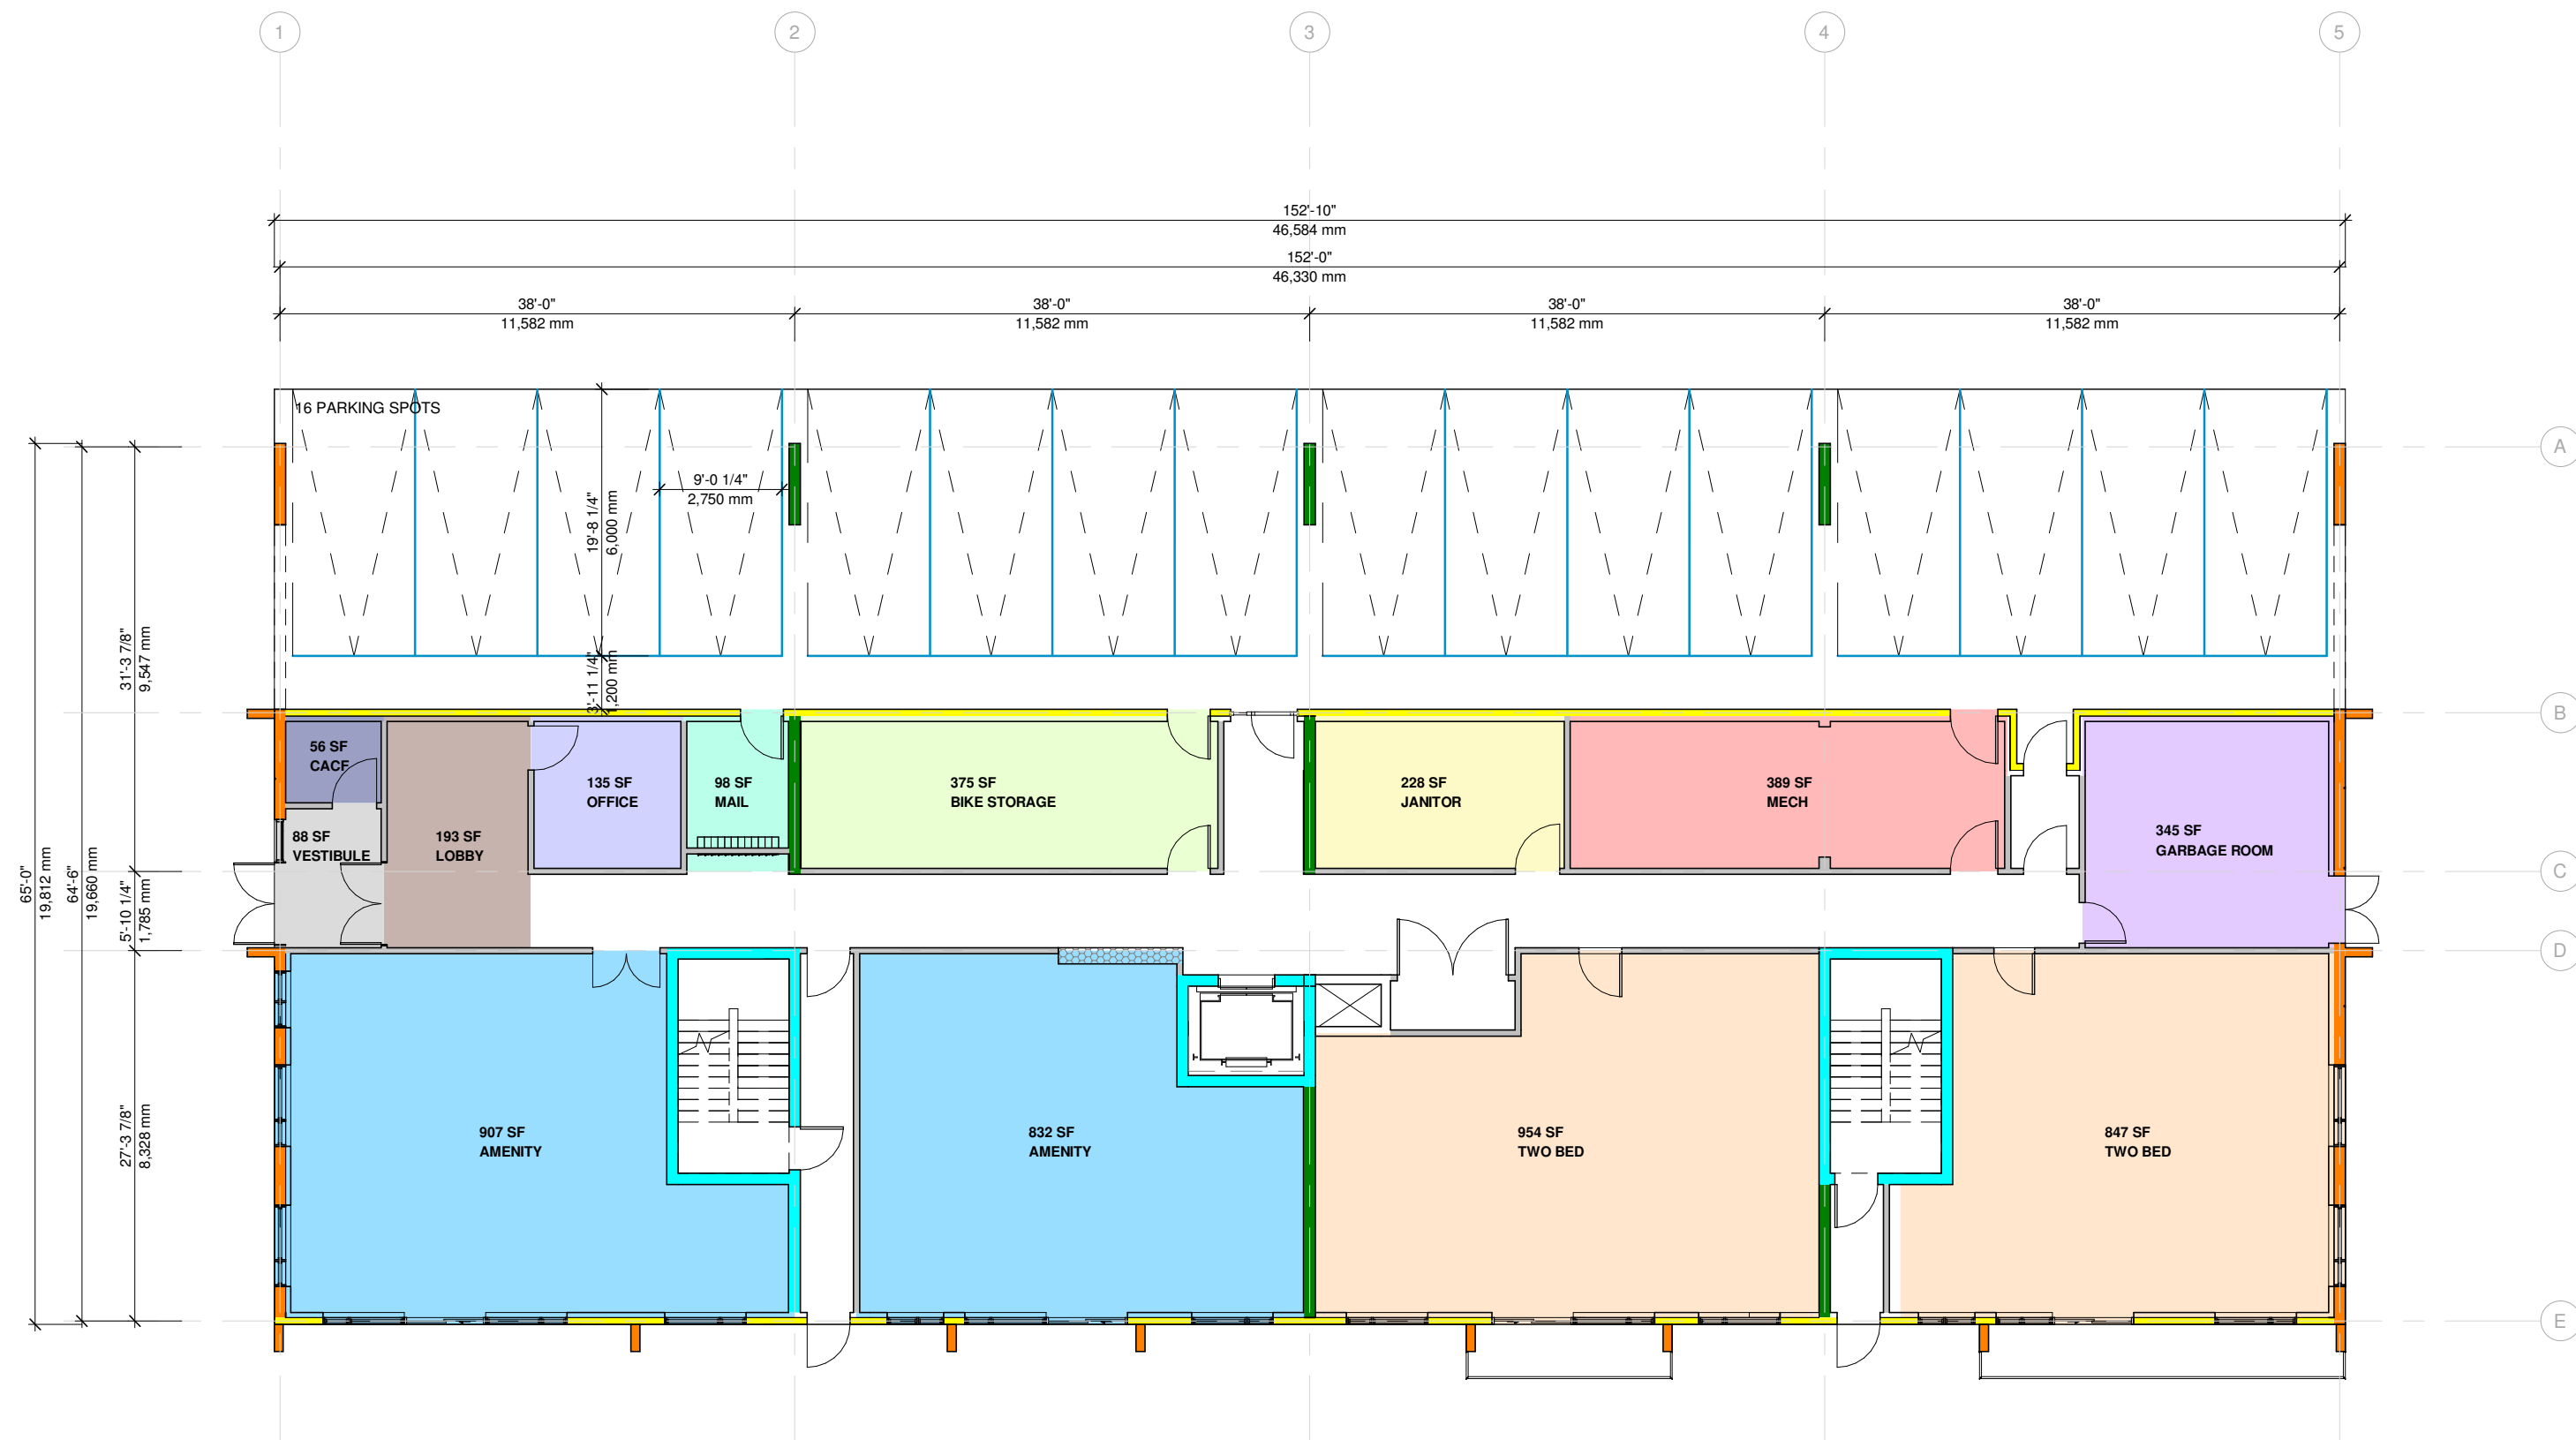 1
2
3
4
5
152'-10"
46,584 mm
152'-0"
46,330 mm
38'-0"
11,582 mm
38'-0"
11,582 mm
38'-0"
11,582 mm
38'-0"
11,582 mm
16 PARKING SPOTS
A
9'-0 1/4"
2,750 mm
19'-8 1/4"
6,000 mm
31'-3 7/8"
9,547 mm
3'-11 1/4"
1,200 mm
B
56 SF
CACF
135 SF
OFFICE
98 SF
MAIL
375 SF
BIKE STORAGE
228 SF
JANITOR
389 SF
MECH
88 SF
VESTIBULE
193 SF
LOBBY
345 SF
GARBAGE ROOM
C
65'-0"
19,812 mm
64'-6"
19,660 mm
5'-10 1/4"
1,785 mm
D
27'-3 7/8"
8,328 mm
907 SF
AMENITY
832 SF
AMENITY
954 SF
TWO BED
847 SF
TWO BED
E